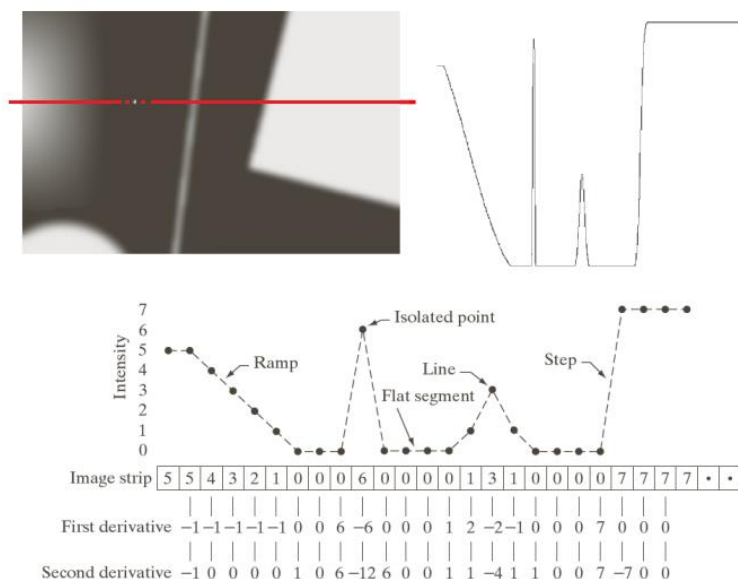 7
Isolated point
6
5
Ramp
Line
Step
4
3
Flat segment
2
1
0
Intensity
Image strip 5 5 4 3 2 1 0 0 0 6 0 0 0 0 1 3 1 0 0 0 0 7 7 7 7 • •
First derivative −1 −1 −1 −1 −1 0 0 6 −6 0 0 0 1 2 −2 −1 0 0 0 7 0 0 0
Second derivative −1 0 0 0 0 1 0 6 −12 6 0 0 1 1 −4 1 1 0 0 7 −7 0 0